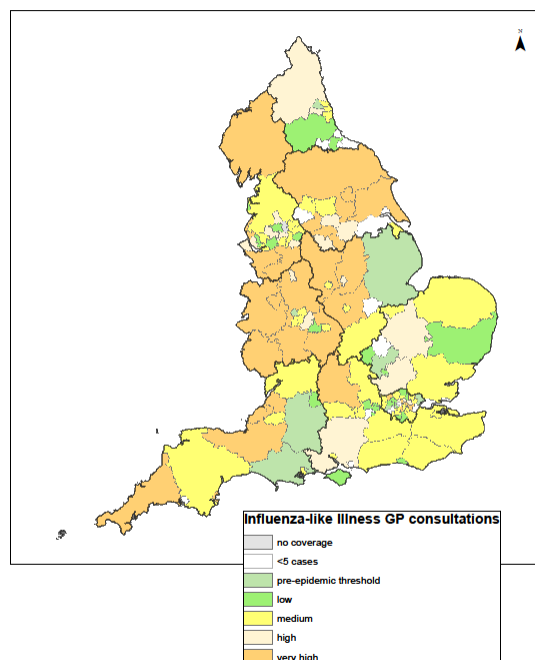 N
Influenza-like Illness GP consultations
no coverage
<5 cases
pre-epidemic threshold
low
medium
high
very high